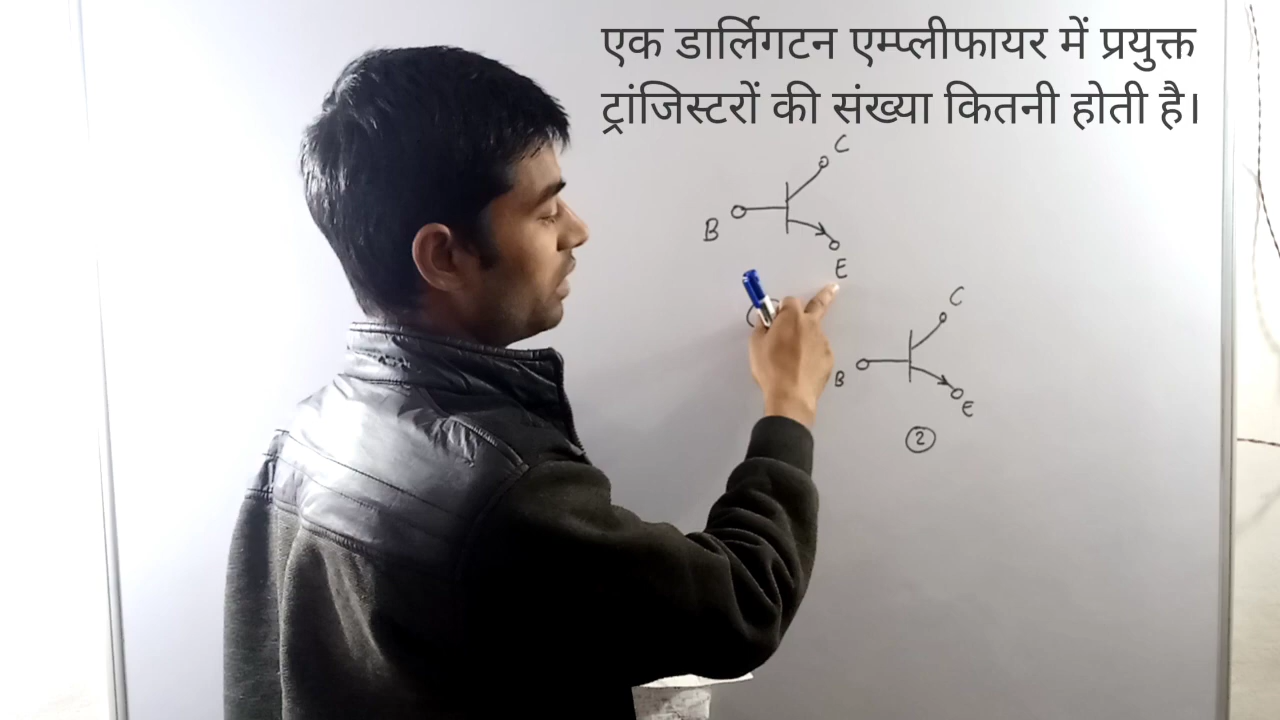 एक डार्लिगटन एम्प्लीफायर में प्रयुक्त
ट्रांजिस्टरों की संख्या कितनी होती है।
C
B
E
C
B
E
2